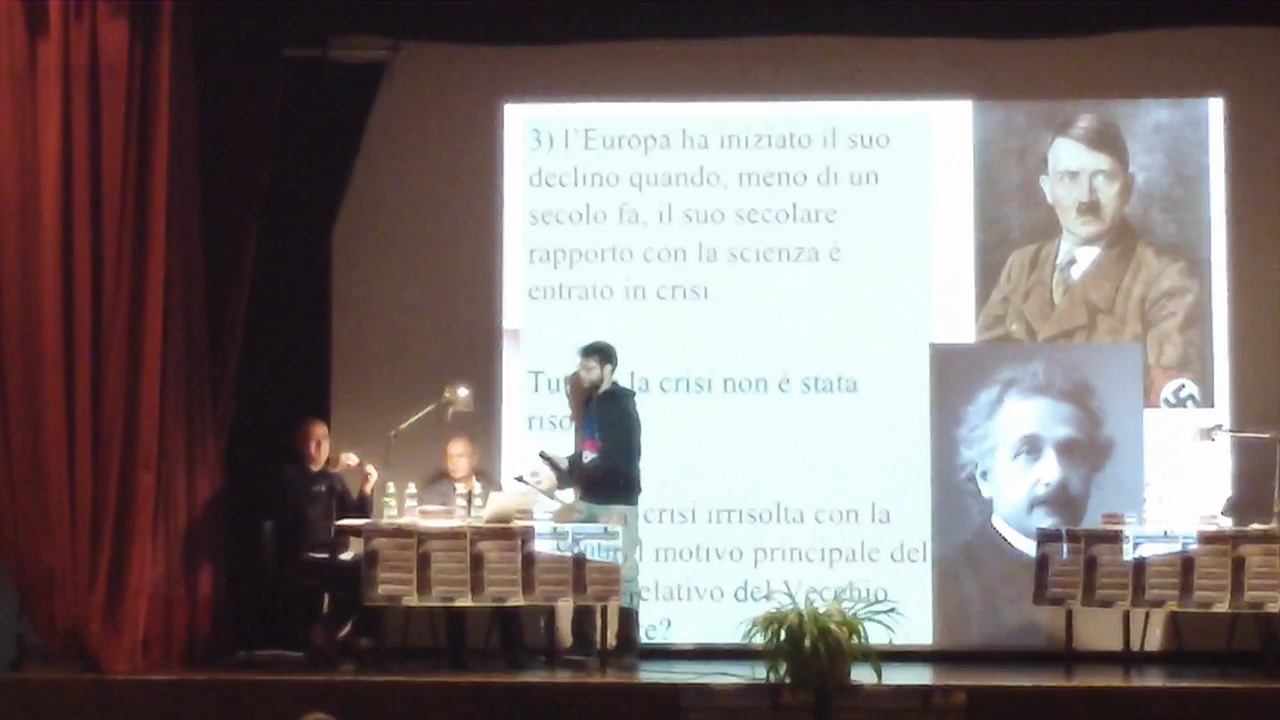 3) l'Europa ha iniziato il suo
declino quando, meno di un
secolo fa, il suo secolare
rapporto con la scienza è
entrato in crisi
la crisi non è stata
crisi irrisolta con la
l motivo principale del
elativo del Vecchio
e?